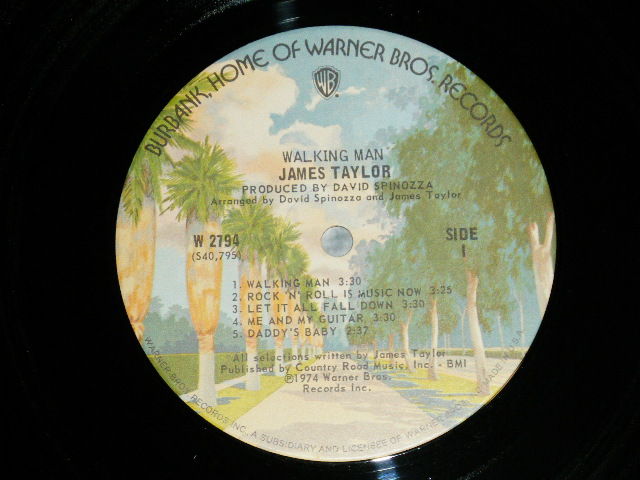 BURBANK, HOME OF WARNER BROS. RECORDS
WB
WALKING MAN
JAMES TAYLOR
PRODUCED BY DAVID SPINOZZA
Arranged by David Spinozza and James Taylor
W 2794
(S40,795)
SIDE
1
1. WALKING MAN 3:30
2. ROCK 'N' ROLL IS MUSIC NOW 3:25
3. LET IT ALL FALL DOWN 3:30
4. ME AND MY GUITAR 3:30
5. DADDY'S BABY 2:37
All selections written by James Taylor
Published by Country Road Music, Inc. - BMI
℗1974 Warner Bros.
Records Inc.
WARNER BROS. RECORDS INC., A SUBSIDIARY AND LICENSEE OF WARNER BROS. MADE IN U.S.A.